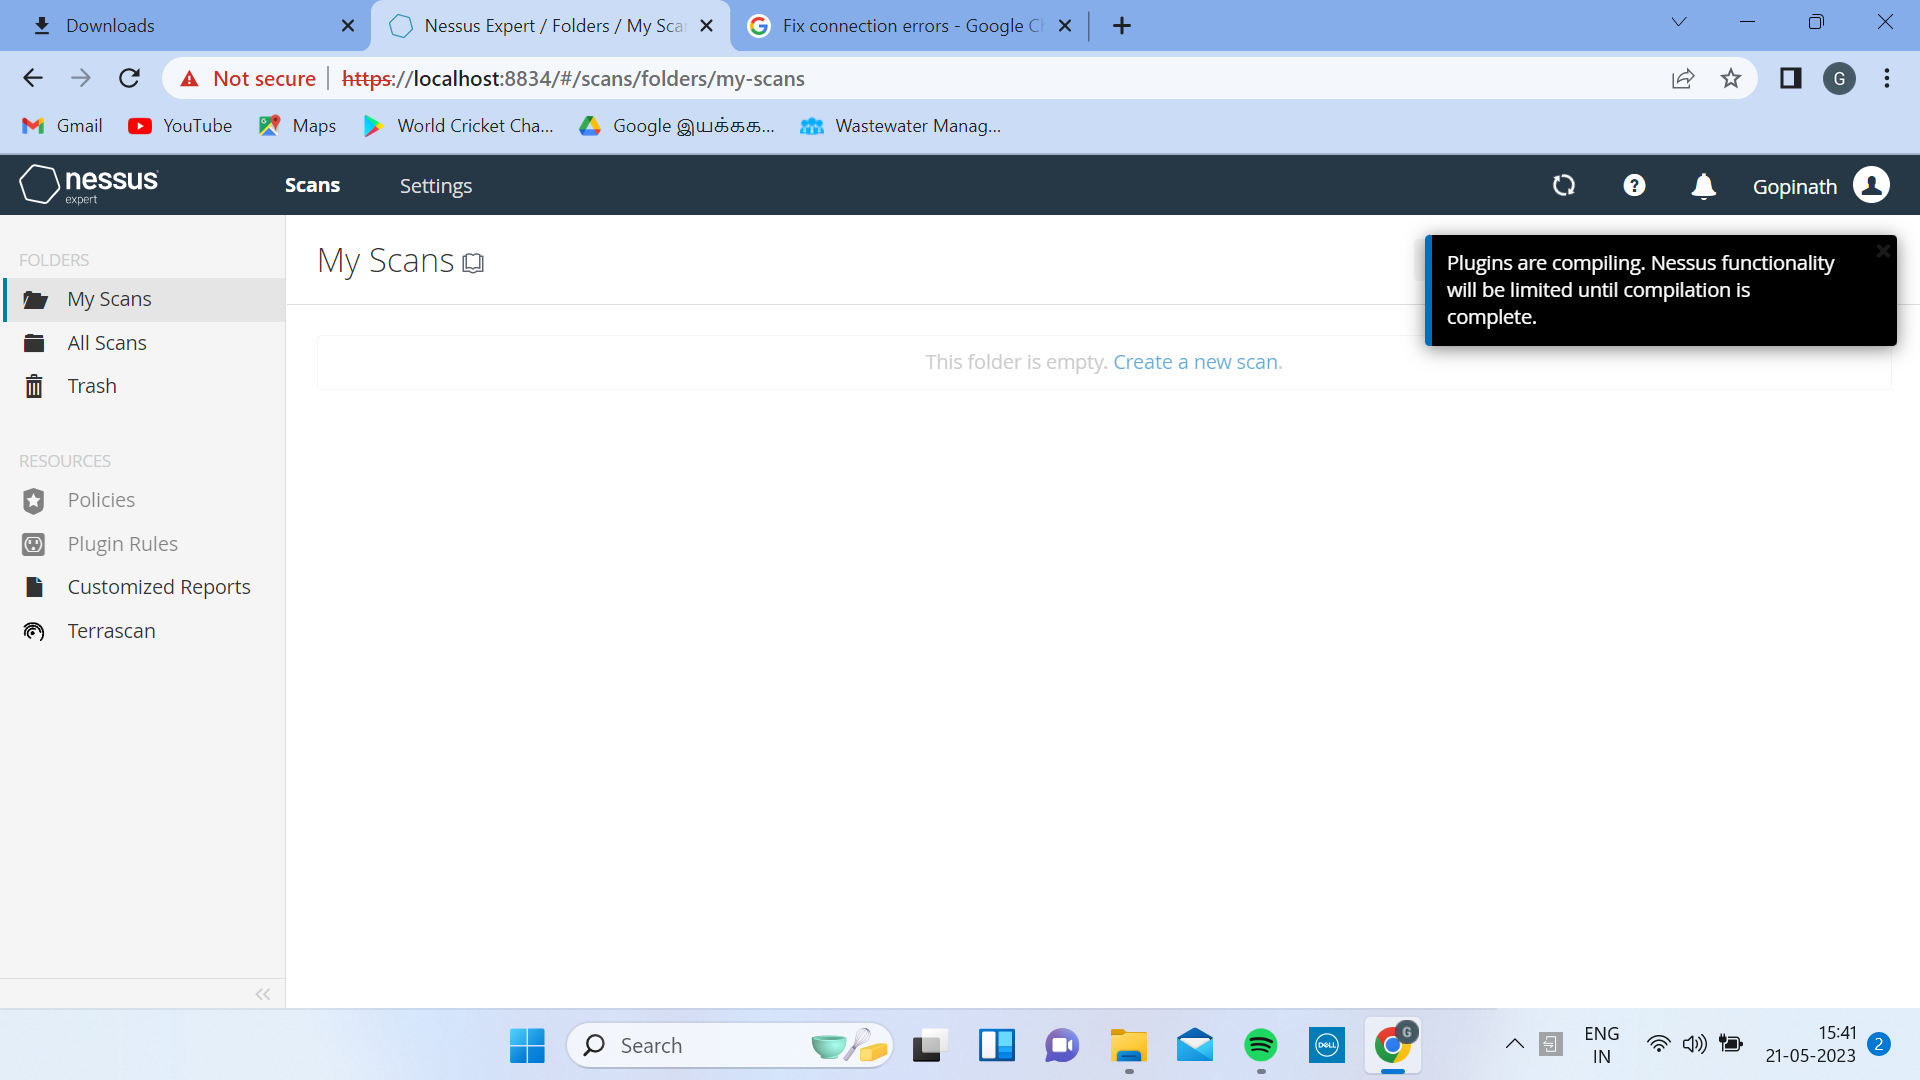 Downloads
Nessus Expert / Folders / My Sca
Fix connection errors - Google Ch
Not secure
https://localhost:8834/#/scans/folders/my-scans
G
Gmail
YouTube
Maps
World Cricket Cha...
Google இயக்கக...
Wastewater Manag...
nessus
expert
Scans
Settings
Gopinath
FOLDERS
My Scans
All Scans
Trash
RESOURCES
Policies
Plugin Rules
Customized Reports
Terrascan
My Scans
Plugins are compiling. Nessus functionality
will be limited until compilation is
complete.
This folder is empty. Create a new scan.
Search
DELL
G
ENG
IN
15:41
21-05-2023
2